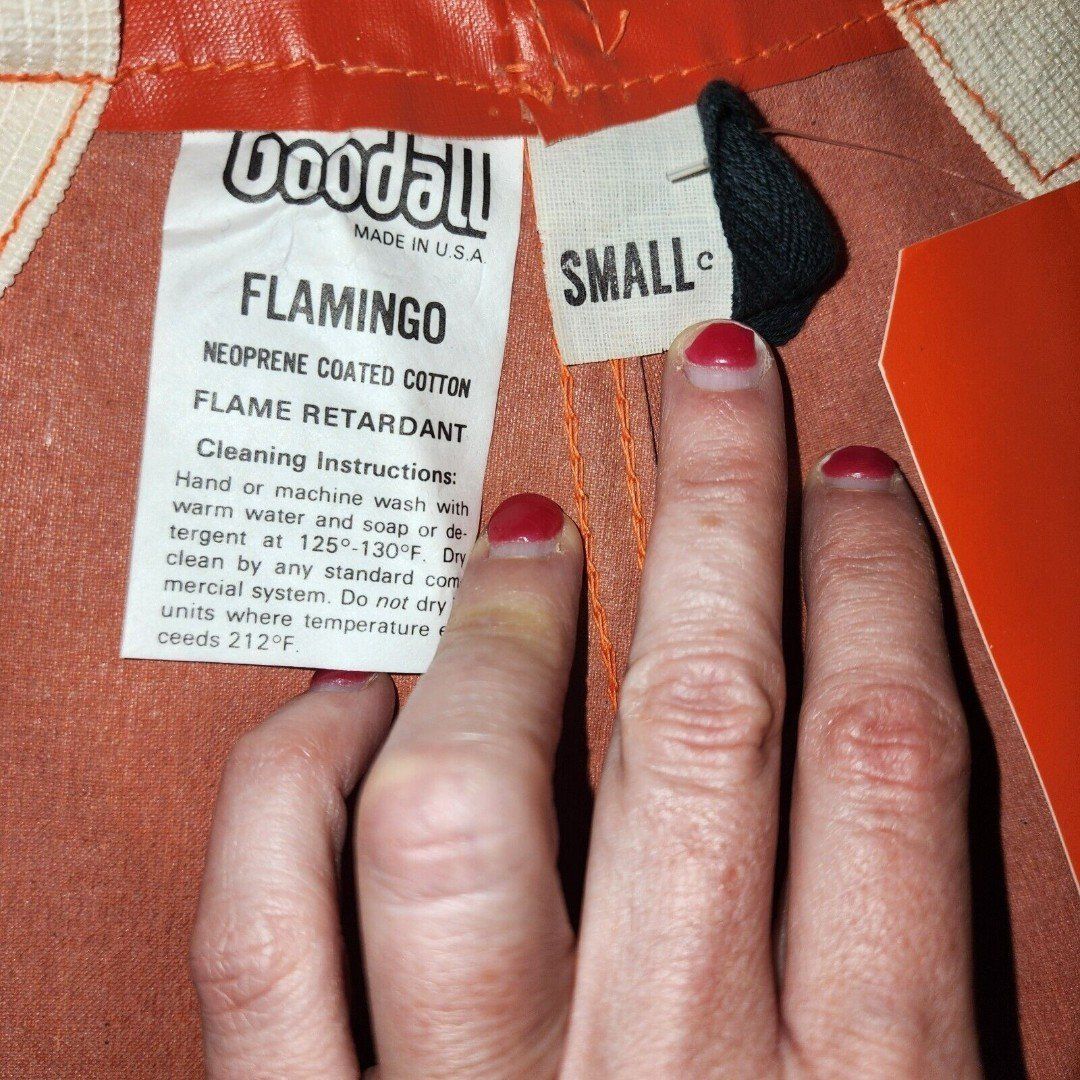 Goodall
MADE IN U.S.A.
FLAMINGO
NEOPRENE COATED COTTON
FLAME RETARDANT
Cleaning Instructions:
Hand or machine wash with
warm water and soap or de-
tergent at 125°-130°F. Dry
clean by any standard com-
mercial system. Do not dry
units where temperature
ceeds 212°F.
SMALL C